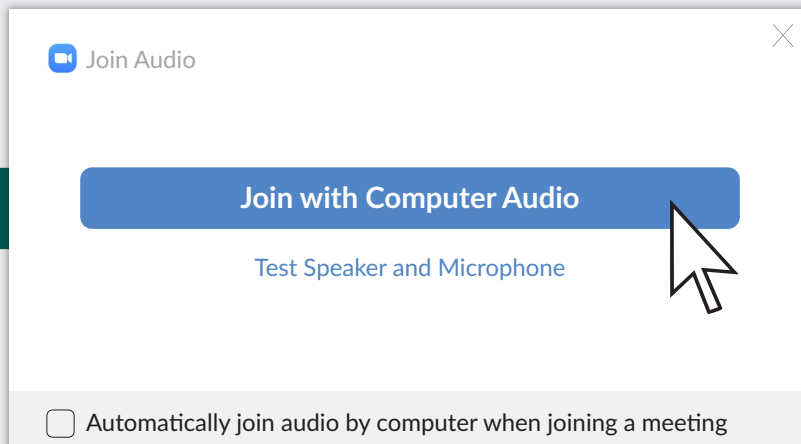 Join Audio
Join with Computer Audio
Test Speaker and Microphone
Automatically join audio by computer when joining a meeting